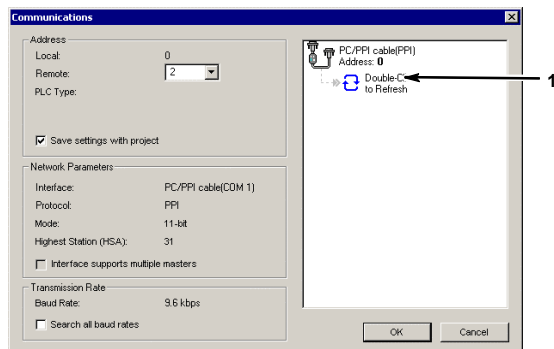 Communications
Address
Local: 0
Remote: 2
PLC Type:
Save settings with project
Network Parameters
Interface: PC/PPI cable(COM 1)
Protocol: PPI
Mode: 11-bit
Highest Station (HSA): 31
Interface supports multiple masters
Transmission Rate
Baud Rate: 9.6 kbps
Search all baud rates
PC/PPI cable(PPI)
Address: 0
Double-C
to Refresh
1
OK
Cancel